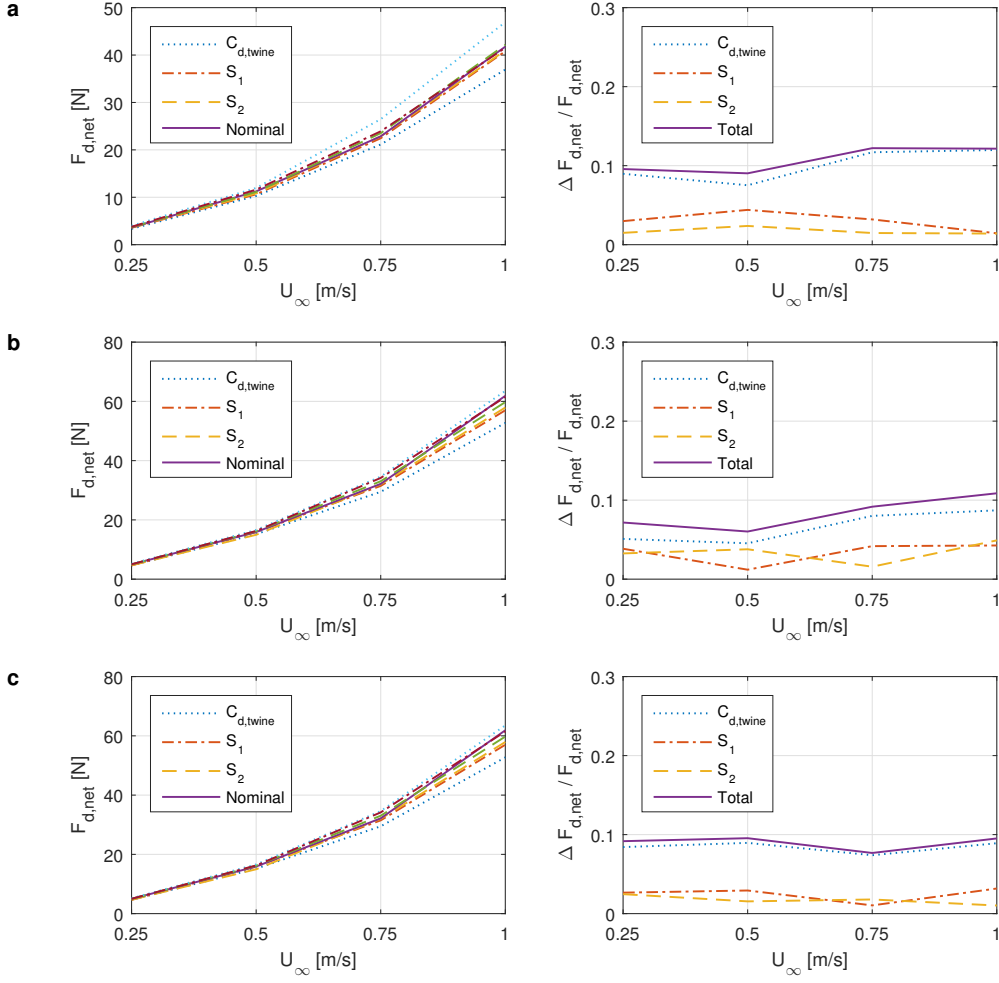 a
50
40
30
20
10
0
F_d,net [N]
C_d,twine
S_1
S_2
Nominal
0.25 0.5 0.75 1
U_∞ [m/s]
0.3
0.2
0.1
0
Δ F_d,net / F_d,net
C_d,twine
S_1
S_2
Total
0.25 0.5 0.75 1
U_∞ [m/s]
b
80
60
40
20
0
F_d,net [N]
C_d,twine
S_1
S_2
Nominal
0.25 0.5 0.75 1
U_∞ [m/s]
0.3
0.2
0.1
0
Δ F_d,net / F_d,net
C_d,twine
S_1
S_2
Total
0.25 0.5 0.75 1
U_∞ [m/s]
c
80
60
40
20
0
F_d,net [N]
C_d,twine
S_1
S_2
Nominal
0.25 0.5 0.75 1
U_∞ [m/s]
0.3
0.2
0.1
0
Δ F_d,net / F_d,net
C_d,twine
S_1
S_2
Total
0.25 0.5 0.75 1
U_∞ [m/s]